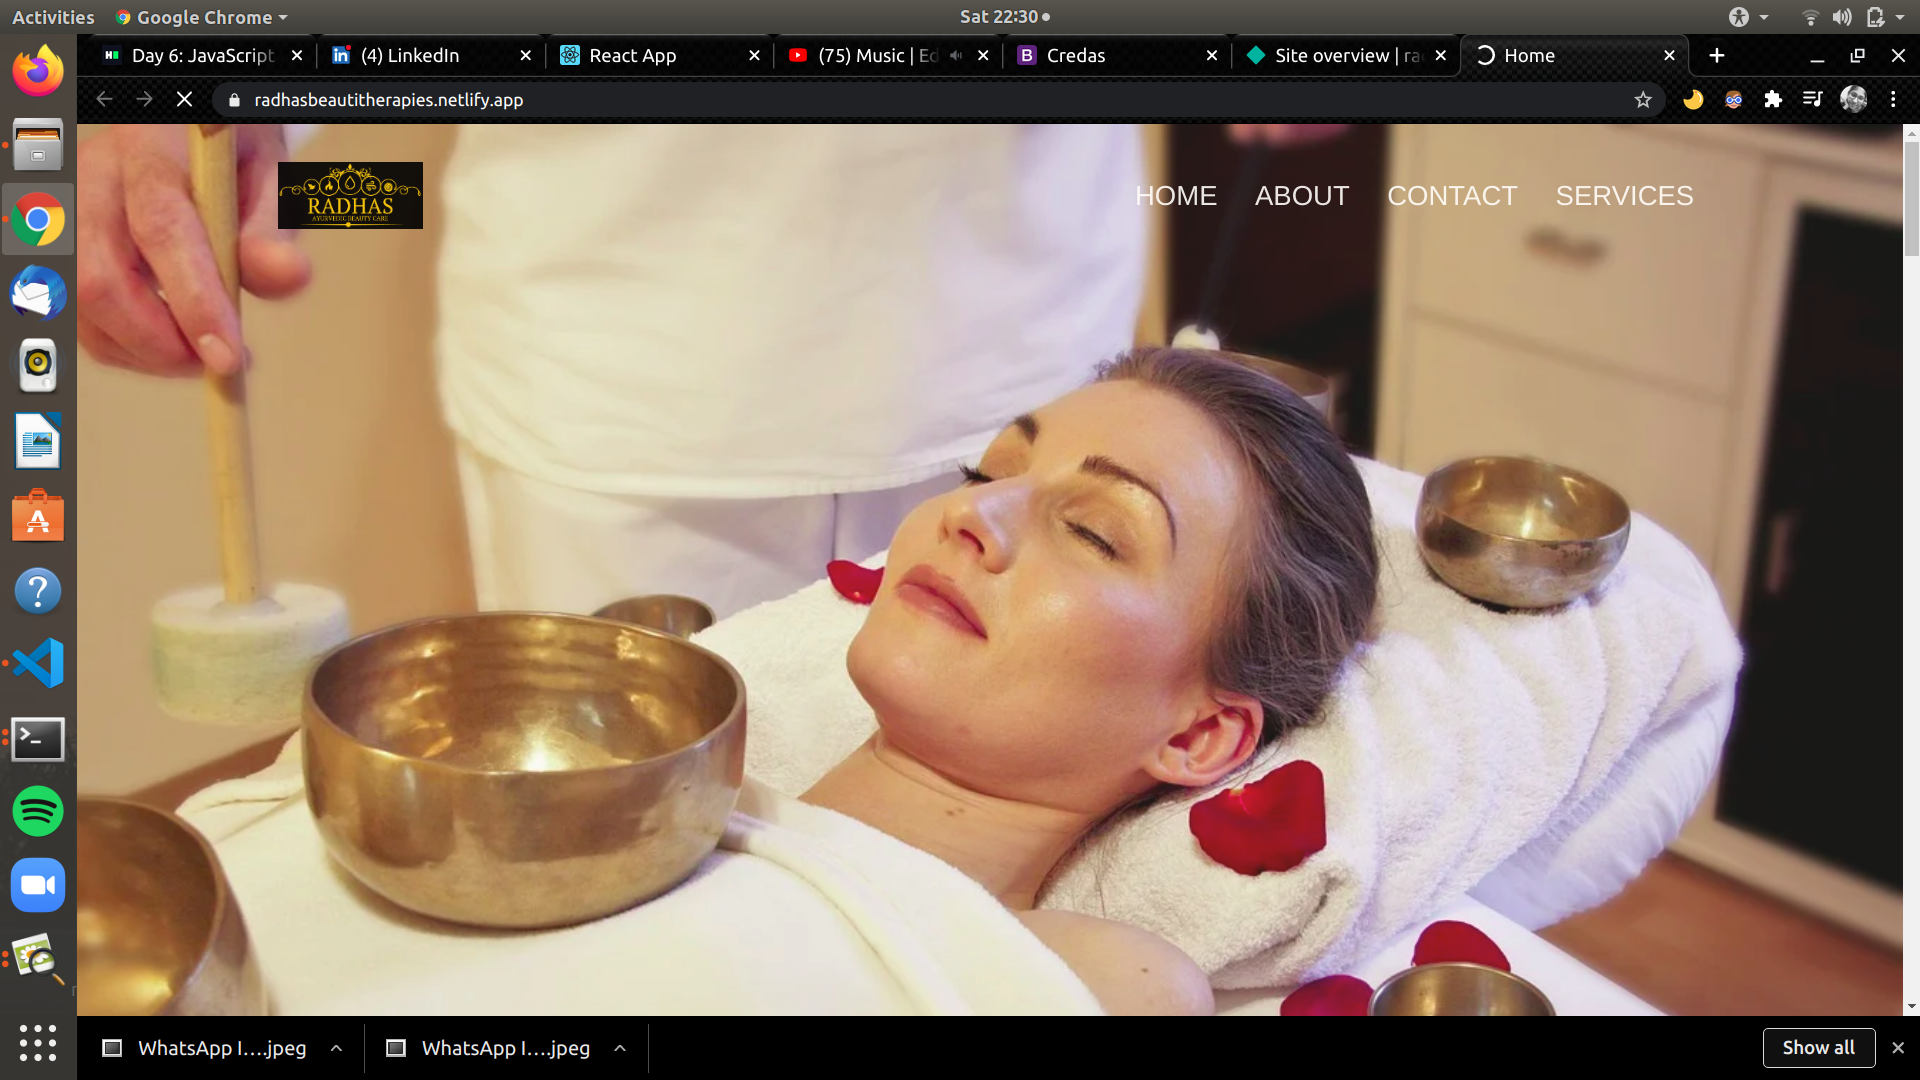 Activities
Google Chrome
Sat 22:30
Day 6: JavaScript
(4) LinkedIn
React App
(75) Music | Ed
Credas
Site overview | ra
Home
radhasbeautitherapies.netlify.app
RADHAS
AYURVEDIC BEAUTY CARE
HOME
ABOUT
CONTACT
SERVICES
WhatsApp I....jpeg
WhatsApp I....jpeg
Show all